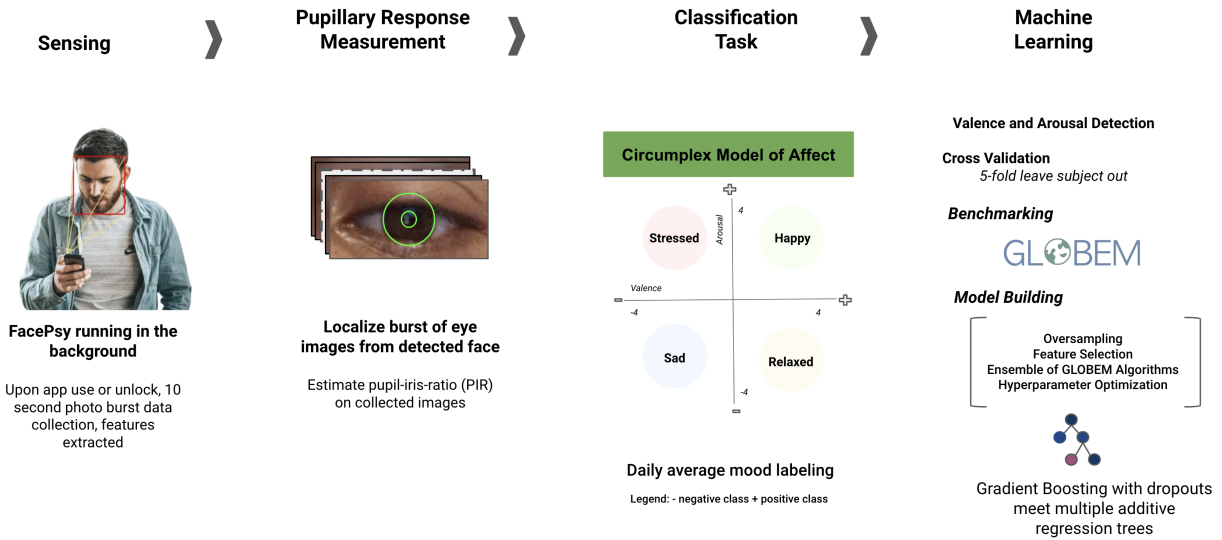 Sensing
Pupillary Response
Measurement
Classification
Task
Machine
Learning
FacePsy running in the
background
Upon app use or unlock, 10
second photo burst data
collection, features
extracted
Localize burst of eye
images from detected face
Estimate pupil-iris-ratio (PIR)
on collected images
Circumplex Model of Affect
+
4
Arousal
Stressed
Happy
Valence
-
+
-4
4
Sad
Relaxed
-4
-
Daily average mood labeling
Legend: - negative class + positive class
Valence and Arousal Detection
Cross Validation
5-fold leave subject out
Benchmarking
GLOBEM
Model Building
Oversampling
Feature Selection
Ensemble of GLOBEM Algorithms
Hyperparameter Optimization
Gradient Boosting with dropouts
meet multiple additive
regression trees